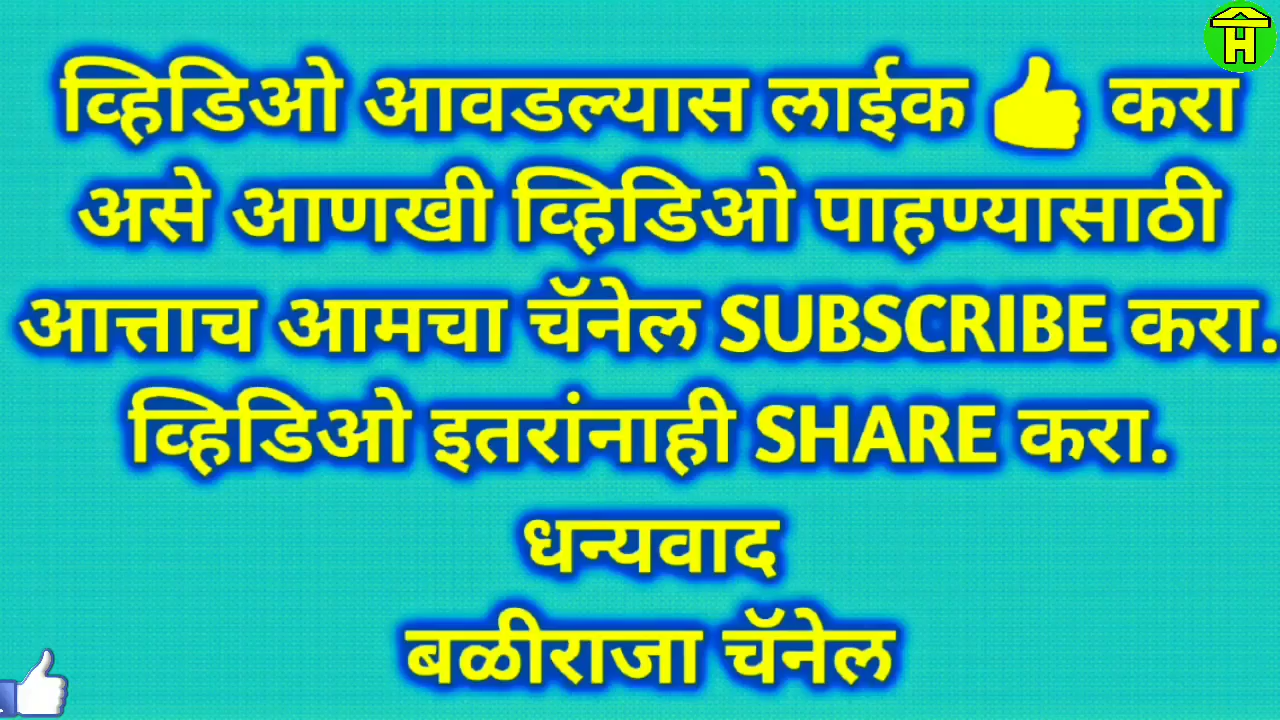 व्हिडिओ आवडल्यास लाईक 👍 करा
असे आणखी व्हिडिओ पाहण्यासाठी
आत्ताच आमचा चॅनेल SUBSCRIBE करा.
व्हिडिओ इतरांनाही SHARE करा.
धन्यवाद
बळीराजा चॅनेल
H